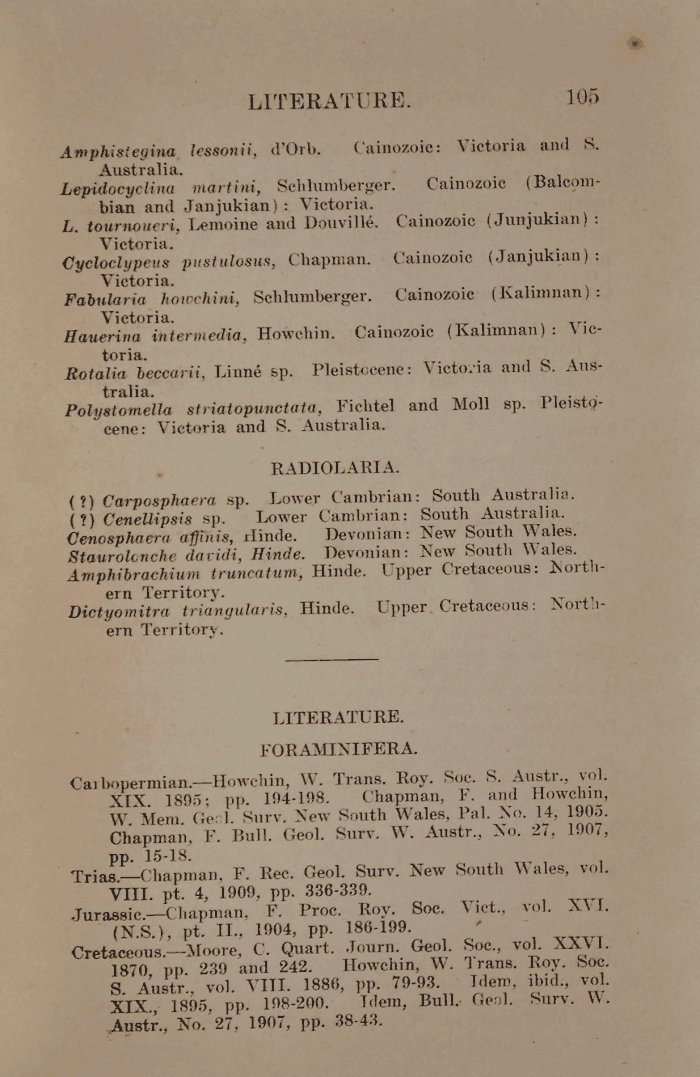 LITERATURE. 105
Amphistegina lessonii, d'Orb. Cainozoic: Victoria and S.
Australia.
Lepidocyclina martini, Schlumberger. Cainozoic (Balcom-
bian and Janjukian): Victoria.
L. tournoueri, Lemoine and Douvillé. Cainozoic (Junjukian):
Victoria.
Cycloclypeus pustulosus, Chapman. Cainozoic (Janjukian):
Victoria.
Fabularia howchini, Schlumberger. Cainozoic (Kalimnan):
Victoria.
Hauerina intermedia, Howchin. Cainozoic (Kalimnan): Vic-
toria.
Rotalia beccarii, Linné sp. Pleistocene: Victoria and S. Aus-
tralia.
Polystomella striatopunctata, Fichtel and Moll sp. Pleisto-
cene: Victoria and S. Australia.
RADIOLARIA.
(?) Carposphaera sp. Lower Cambrian: South Australia.
(?) Cenellipsis sp. Lower Cambrian: South Australia.
Cenosphaera affinis, Hinde. Devonian: New South Wales.
Staurolonche davidi, Hinde. Devonian: New South Wales.
Amphibrachium truncatum, Hinde. Upper Cretaceous: North-
ern Territory.
Dictyomitra triangularis, Hinde. Upper Cretaceous: North-
ern Territory.
LITERATURE.
FORAMINIFERA.
Carbopermian.—Howchin, W. Trans. Roy. Soc. S. Austr., vol.
XIX. 1895; pp. 194-198. Chapman, F. and Howchin,
W. Mem. Geol. Surv. New South Wales, Pal. No. 14, 1905.
Chapman, F. Bull. Geol. Surv. W. Austr., No. 27, 1907,
pp. 15-18.
Trias.—Chapman, F. Rec. Geol. Surv. New South Wales, vol.
VIII. pt. 4, 1909, pp. 336-339.
Jurassic.—Chapman, F. Proc. Roy. Soc. Vict., vol. XVI.
(N.S.), pt. II., 1904, pp. 186-199.
Cretaceous.—Moore, C. Quart. Journ. Geol. Soc., vol. XXVI.
1870, pp. 239 and 242. Howchin, W. Trans. Roy. Soc.
S. Austr., vol. VIII. 1886, pp. 79-93. Idem, ibid., vol.
XIX., 1895, pp. 198-200. Idem, Bull. Geol. Surv. W.
Austr., No. 27, 1907, pp. 38-43.